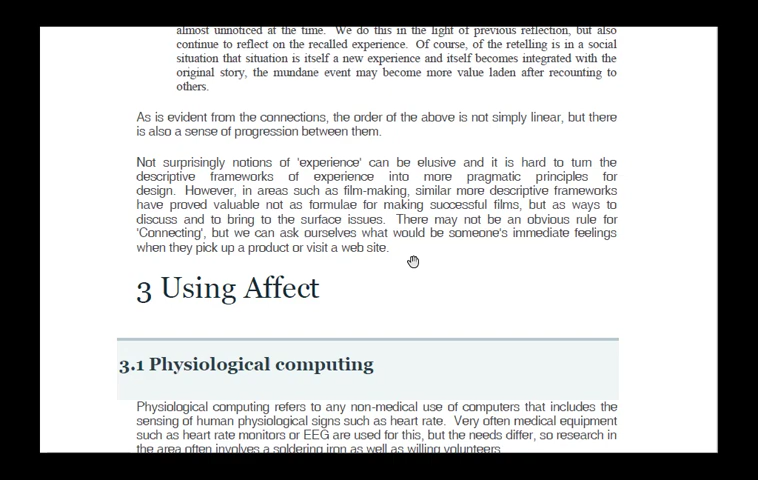 almost unnoticed at the time. We do this in the light of previous reflection, but also
continue to reflect on the recalled experience. Of course, of the retelling is in a social
situation that situation is itself a new experience and itself becomes integrated with the
original story, the mundane event may become more value laden after recounting to
others.
As is evident from the connections, the order of the above is not simply linear, but there
is also a sense of progression between them.
Not surprisingly notions of 'experience' can be elusive and it is hard to turn the
descriptive frameworks of experience into more pragmatic principles for
design. However, in areas such as film-making, similar more descriptive frameworks
have proved valuable not as formulae for making successful films, but as ways to
discuss and to bring to the surface issues. There may not be an obvious rule for
'Connecting', but we can ask ourselves what would be someone's immediate feelings
when they pick up a product or visit a web site.
3 Using Affect
3.1 Physiological computing
Physiological computing refers to any non-medical use of computers that includes the
sensing of human physiological signs such as heart rate. Very often medical equipment
such as heart rate monitors or EEG are used for this, but the needs differ, so research in
the area often involves a soldering iron as well as willing volunteers